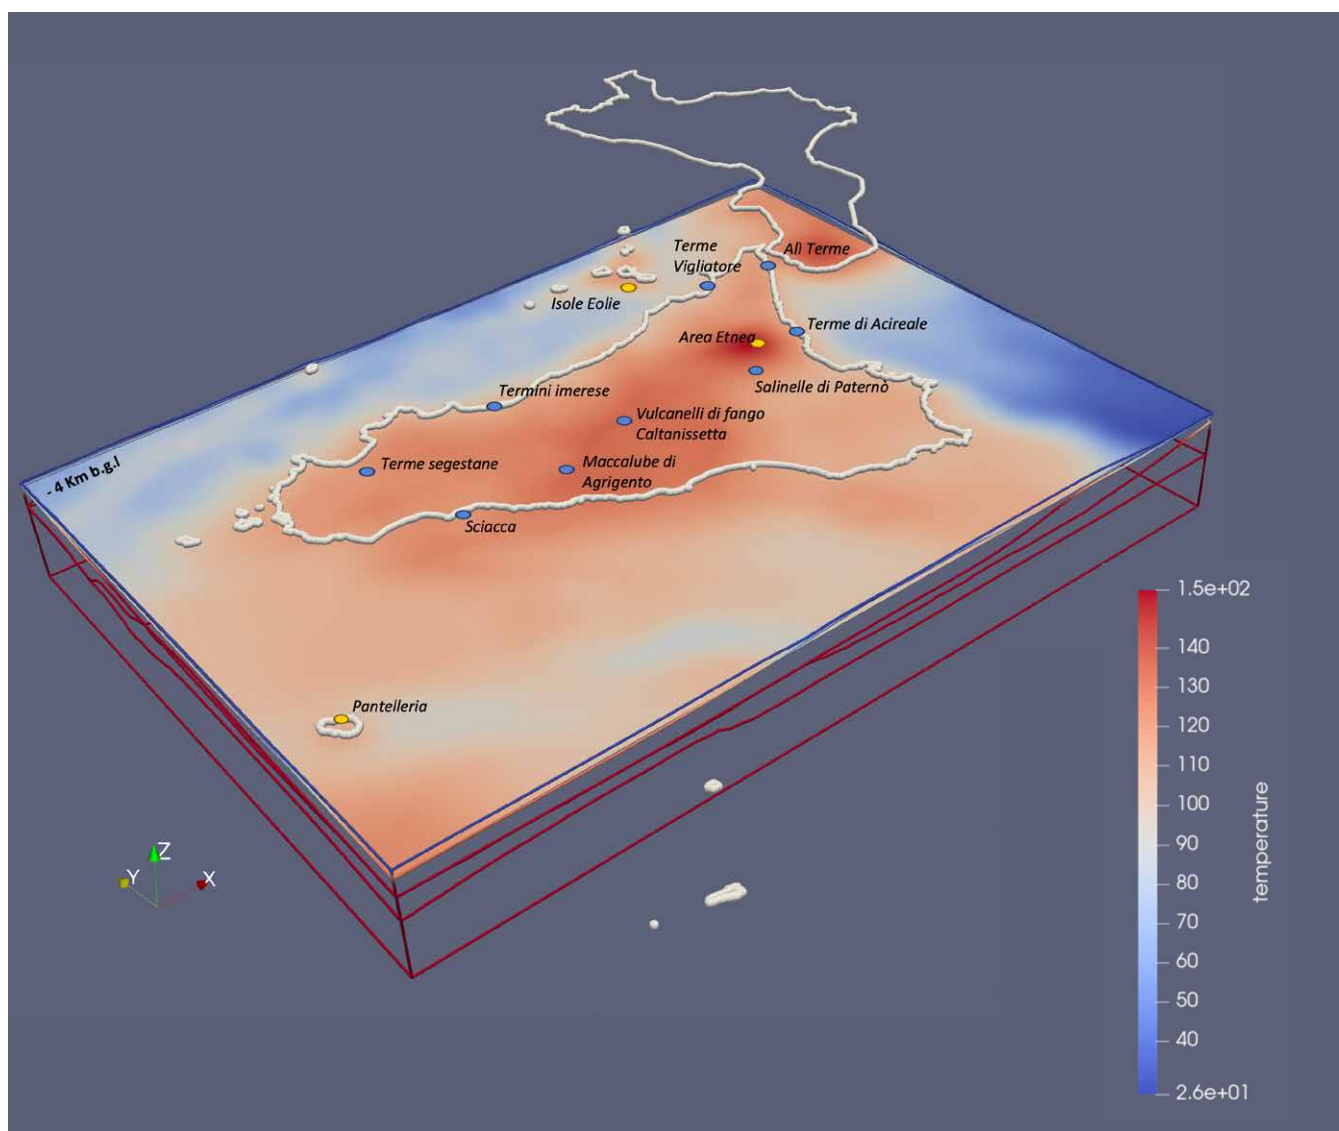 Terme
Vigliatore
Alì Terme
Isole Eolie
Area Etnea
Terme di Acireale
Salinelle di Paternò
Termini imerese
Vulcanelli di fango
Caltanissetta
Terme segestane
Maccalube di
Agrigento
- 4 Km b.g.l
Sciacca
Pantelleria
1.5e+02
140
130
120
110
100
90
80
70
60
50
40
2.6e+01
temperature
Z
Y
X